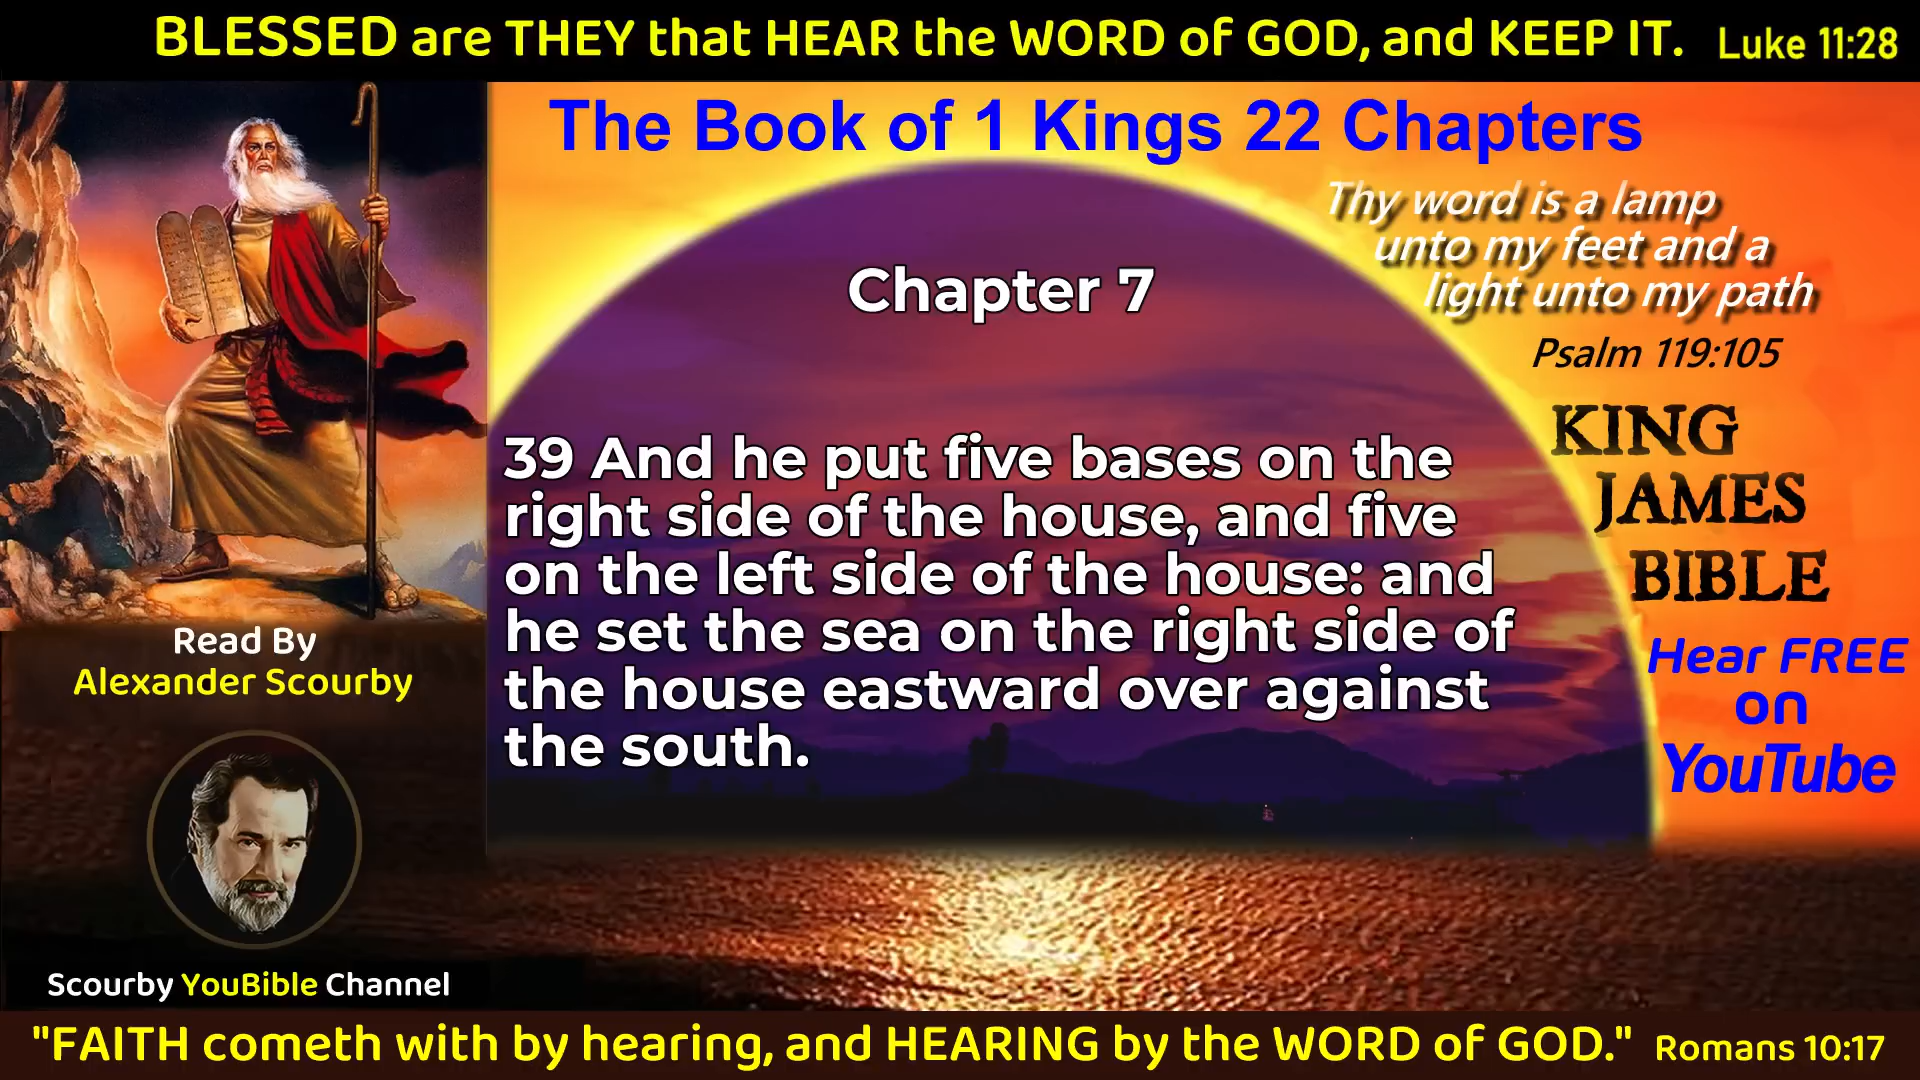 BLESSED are THEY that HEAR the WORD of GOD, and KEEP IT. Luke 11:28
The Book of 1 Kings 22 Chapters
Thy word is a lamp
unto my feet and a
light unto my path
Psalm 119:105
Chapter 7
39 And he put five bases on the
right side of the house, and five
on the left side of the house: and
he set the sea on the right side of
the house eastward over against
the south.
KING
JAMES
BIBLE
Hear FREE
on
YouTube
Read By
Alexander Scourby
Scourby YouBible Channel
"FAITH cometh with by hearing, and HEARING by the WORD of GOD." Romans 10:17